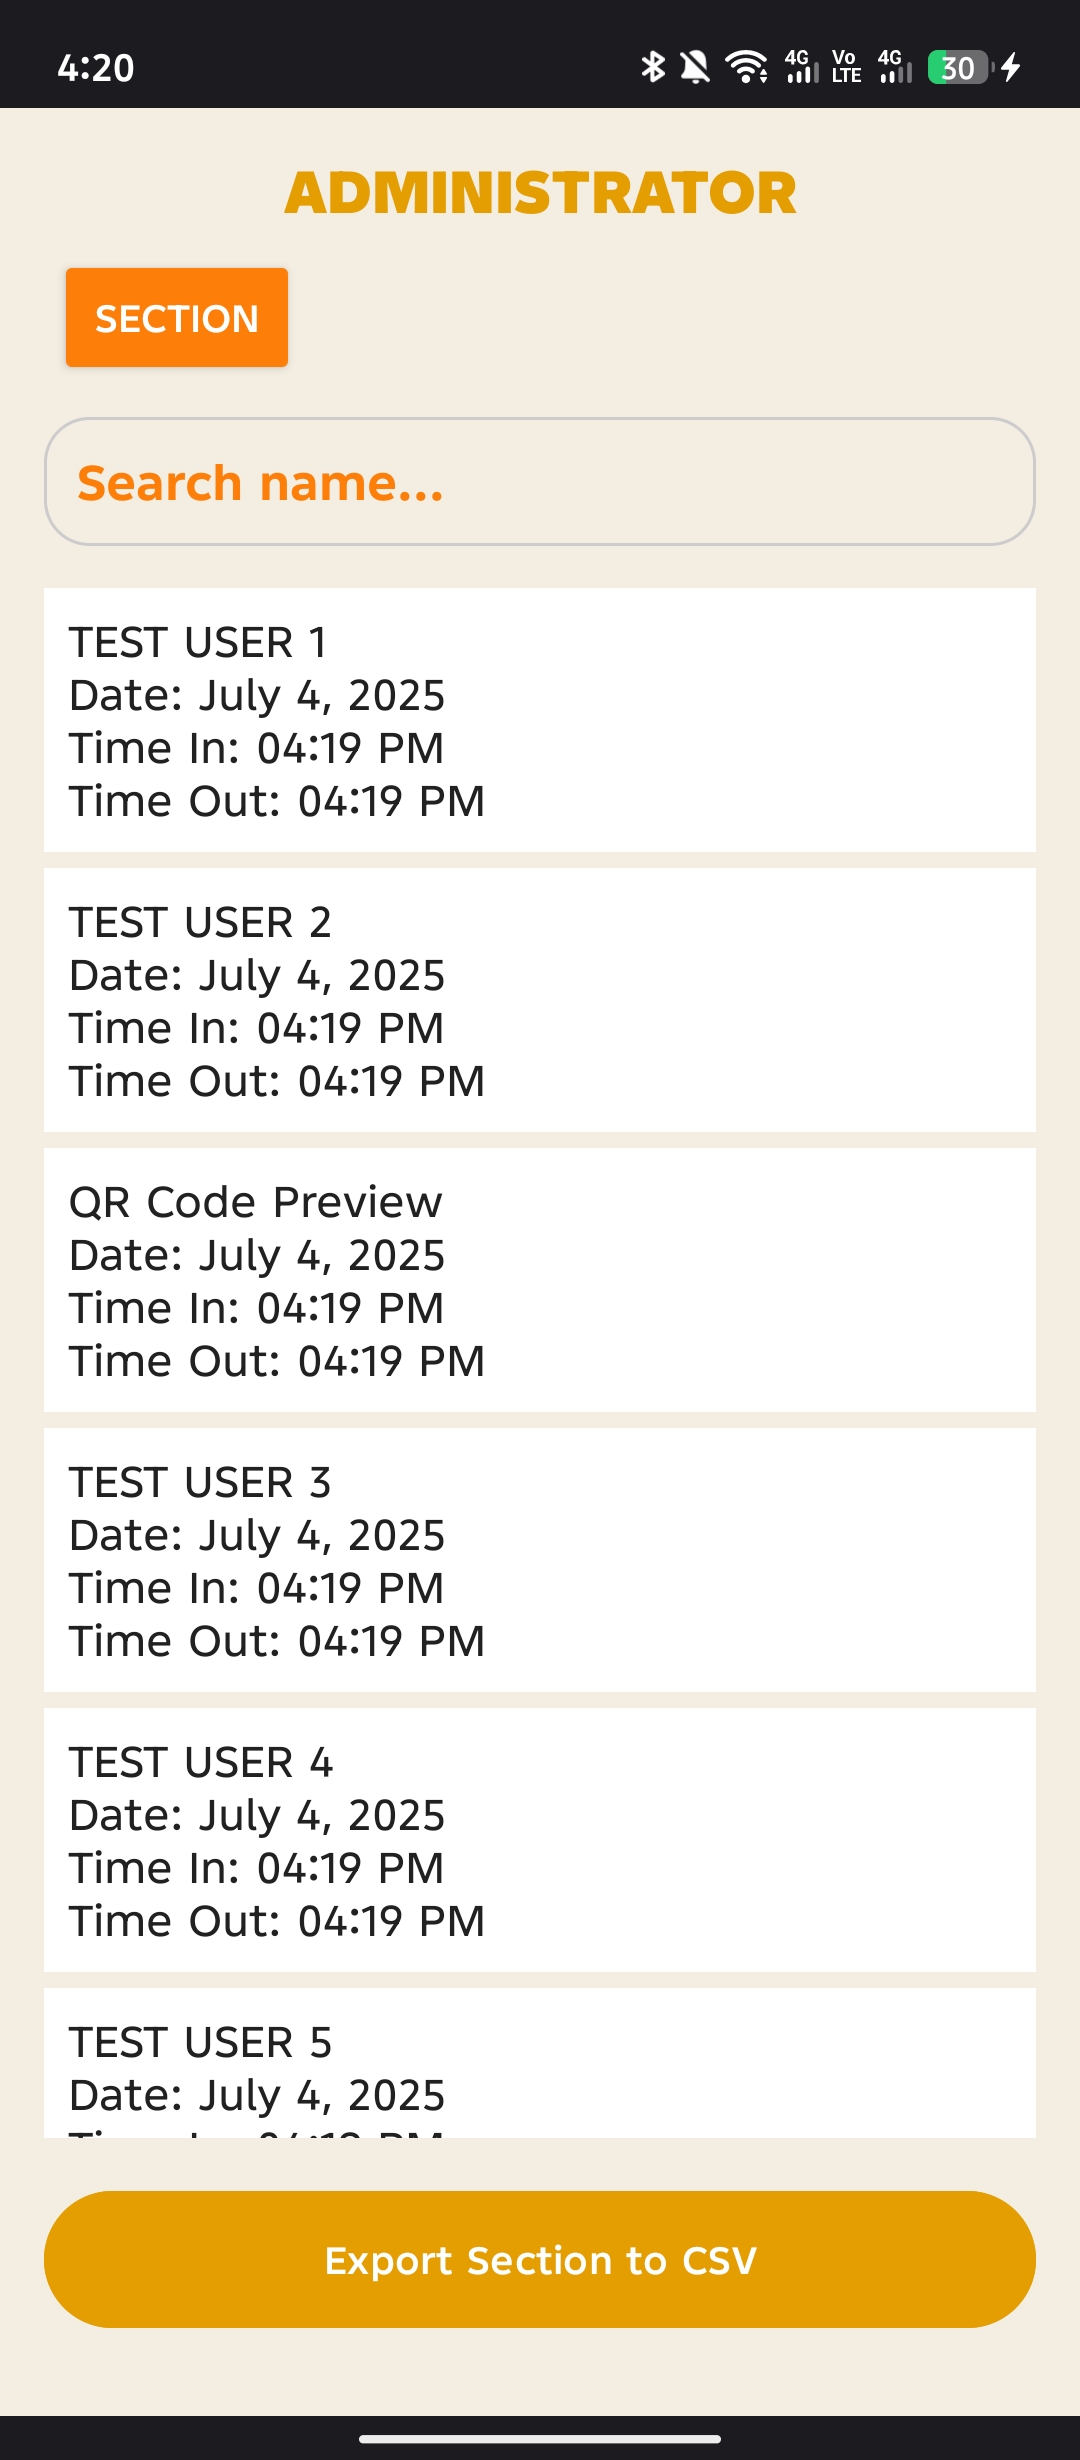 4:20
4G Vo LTE 4G 30
ADMINISTRATOR
SECTION
Search name...
TEST USER 1
Date: July 4, 2025
Time In: 04:19 PM
Time Out: 04:19 PM
TEST USER 2
Date: July 4, 2025
Time In: 04:19 PM
Time Out: 04:19 PM
QR Code Preview
Date: July 4, 2025
Time In: 04:19 PM
Time Out: 04:19 PM
TEST USER 3
Date: July 4, 2025
Time In: 04:19 PM
Time Out: 04:19 PM
TEST USER 4
Date: July 4, 2025
Time In: 04:19 PM
Time Out: 04:19 PM
TEST USER 5
Date: July 4, 2025
Export Section to CSV